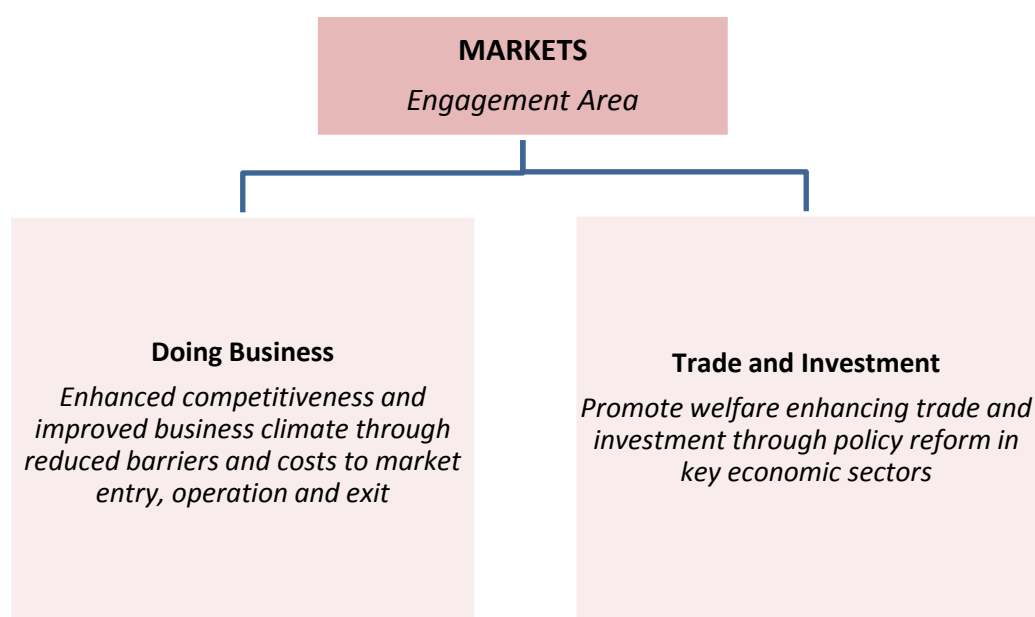 MARKETS
Engagement Area
Doing Business
Enhanced competitiveness and
improved business climate through
reduced barriers and costs to market
entry, operation and exit
Trade and Investment
Promote welfare enhancing trade and
investment through policy reform in
key economic sectors